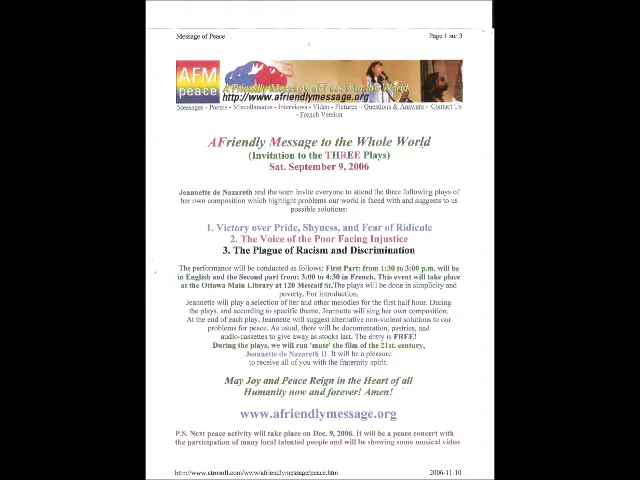 Message of Peace Page 1 sur 3
AFM
peace
AFriendly Message of Peace in the World
http://www.afriendlymessage.org
Messages - Poems - Miscellaneous - Interviews - Video - Pictures - Questions & Answers - Contact Us
- French Version
AFriendly Message to the Whole World
(Invitation to the THREE Plays)
Sat. September 9, 2006
Jeannette de Nazareth and the team invite everyone to attend the three following plays of
her own composition which highlight problems our world is faced with and suggests to us
possible solutions:
1. Victory over Pride, Shyness, and Fear of Ridicule
2. The Voice of the Poor Facing Injustice
3. The Plague of Racism and Discrimination
The performance will be conducted as follows: First Part: from 1:30 to 3:00 p.m. will be
in English and the Second part from: 3:00 to 4:30 in French. This event will take place
at the Ottawa Main Library at 120 Metcalf St.The plays will be done in simplicity and
poverty. For introduction,
Jeannette will play a selection of her and other melodies for the first half hour. During
the plays, and according to specific theme, Jeannette will sing her own composition.
At the end of each play, Jeannette will suggest alternative non-violent solutions to our
problems for peace. As usual, there will be documentation, pastries, and
audio-cassettes to give away as stocks last. The entry is FREE!
During the plays, we will run 'mute' the film of the 21st. century,
Jeannette de Nazareth II. It will be a pleasure
to receive all of you with the fraternity spirit.
May Joy and Peace Reign in the Heart of all
Humanity now and forever! Amen!
www.afriendlymessage.org
P.S. Next peace activity will take place on Dec. 9, 2006. It will be a peace concert with
the participation of many local talented people and will be showing some musical video
http://www.atrosoft.com/www/afriendlymessage/peace.htm 2006-11-10